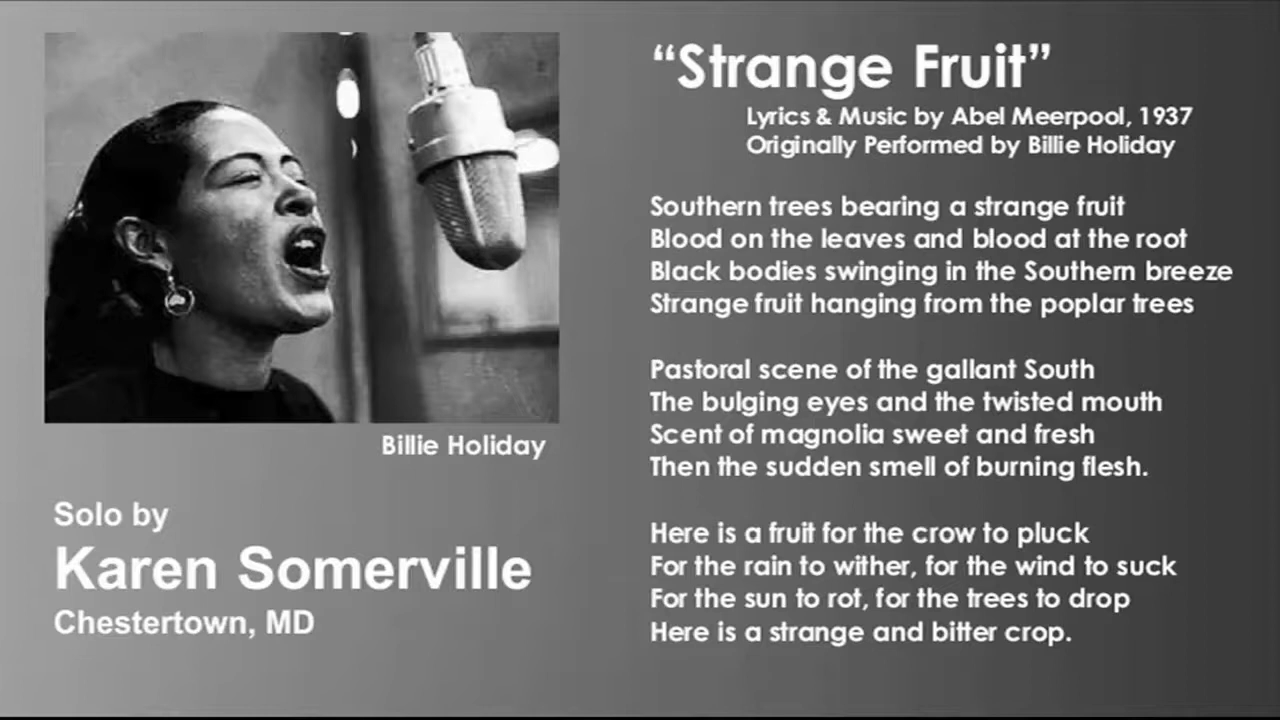 “Strange Fruit”
Lyrics & Music by Abel Meerpool, 1937
Originally Performed by Billie Holiday
Southern trees bearing a strange fruit
Blood on the leaves and blood at the root
Black bodies swinging in the Southern breeze
Strange fruit hanging from the poplar trees
Pastoral scene of the gallant South
The bulging eyes and the twisted mouth
Scent of magnolia sweet and fresh
Then the sudden smell of burning flesh.
Here is a fruit for the crow to pluck
For the rain to wither, for the wind to suck
For the sun to rot, for the trees to drop
Here is a strange and bitter crop.
Billie Holiday
Solo by
Karen Somerville
Chestertown, MD